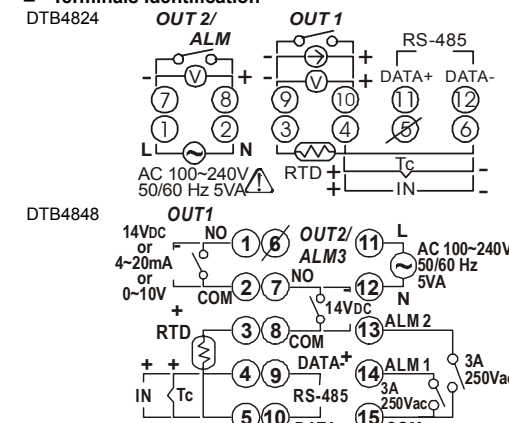 Terminals Identification
DTB4824
OUT 2/
ALM
OUT 1
RS-485
DATA+ DATA-
- V +
- V +
7 8 9 10 11 12
1 2 3 4 5 6
L N
AC 100~240V
50/60 Hz 5VA
RTD
+ Tc -
+ IN -
DTB4848
OUT1
14VDC
or
4~20mA
or
0~10V
- NO
COM
+
1 6
2 7
3 8
4 9
5 10
OUT2/
ALM3
NO
-
14VDC
COM
+
RTD
+ +
IN Tc
DATA-
RS-485
11 L
AC 100~240V
50/60 Hz
5VA
12 N
13 ALM 2
14 ALM 1
3A
250Vac
3A
15